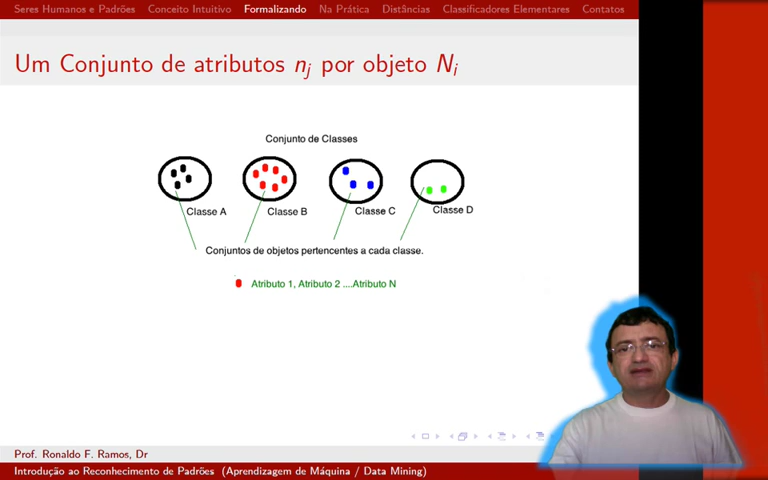 Seres Humanos e Padrões Conceito Intuitivo Formalizando Na Prática Distâncias Classificadores Elementares Contatos
Um Conjunto de atributos nj por objeto Ni
Conjunto de Classes
Classe A Classe B Classe C Classe D
Conjuntos de objetos pertencentes a cada classe.
Atributo 1, Atributo 2 ....Atributo N
Prof. Ronaldo F. Ramos, Dr
Introdução ao Reconhecimento de Padrões (Aprendizagem de Máquina / Data Mining)